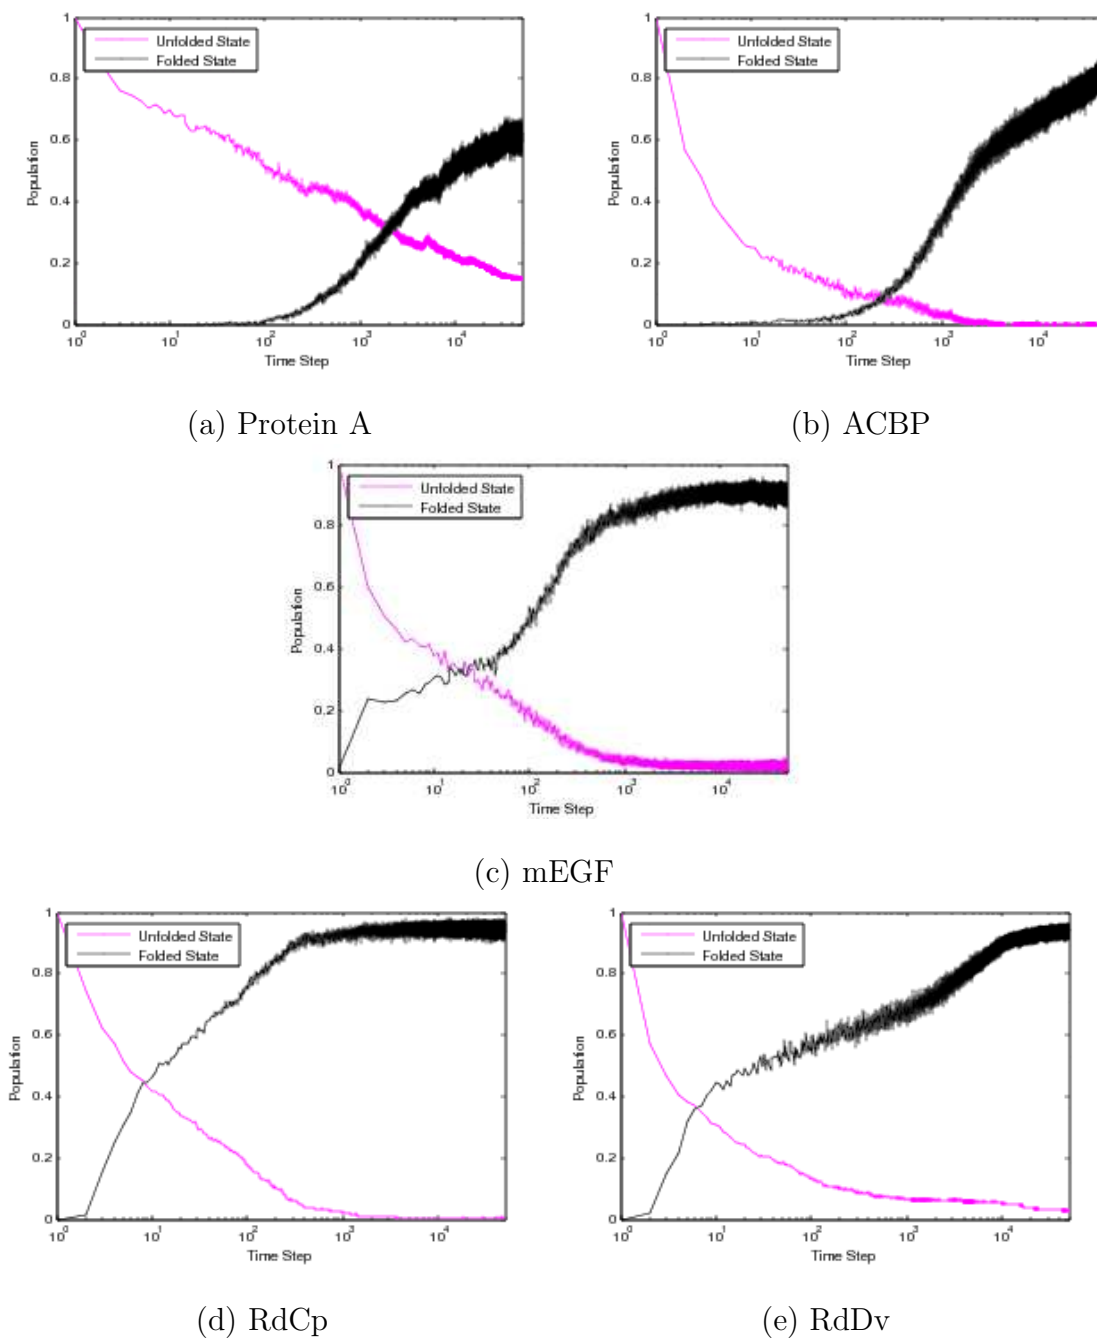 1
0.8
0.6
0.4
0.2
0
Population
Unfolded State
Folded State
10^0 10^1 10^2 10^3 10^4
Time Step
(a) Protein A
1
0.8
0.6
0.4
0.2
0
Population
Unfolded State
Folded State
10^0 10^1 10^2 10^3 10^4
Time Step
(b) ACBP
1
0.8
0.6
0.4
0.2
0
Population
Unfolded State
Folded State
10^0 10^1 10^2 10^3 10^4
Time Step
(c) mEGF
1
0.8
0.6
0.4
0.2
0
Population
Unfolded State
Folded State
10^0 10^1 10^2 10^3 10^4
Time Step
(d) RdCp
1
0.8
0.6
0.4
0.2
0
Population
Unfolded State
Folded State
10^0 10^1 10^2 10^3 10^4
Time Step
(e) RdDv